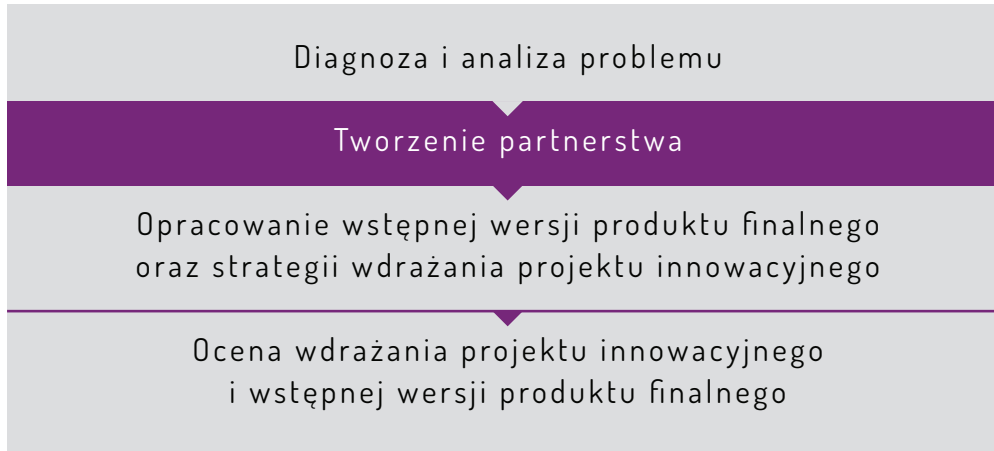 Diagnoza i analiza problemu
Tworzenie partnerstwa
Opracowanie wstępnej wersji produktu finalnego
oraz strategii wdrażania projektu innowacyjnego
Ocena wdrażania projektu innowacyjnego
i wstępnej wersji produktu finalnego